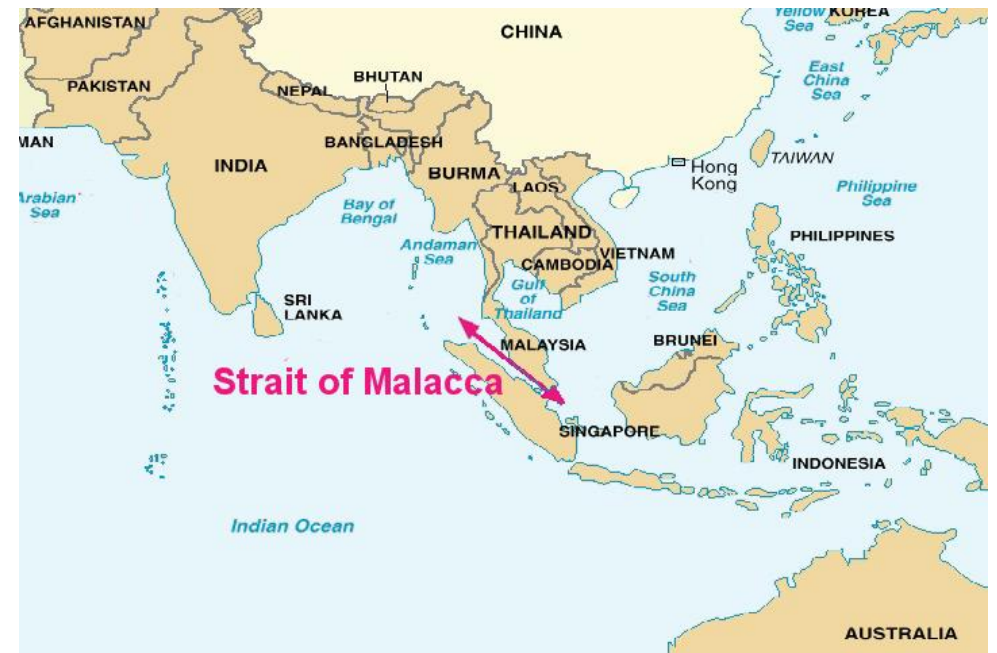 AFGHANISTAN
CHINA
Yellow
Sea
KOREA
PAKISTAN
NEPAL
BHUTAN
East
China
Sea
MAN
INDIA
BANGLADESH
BURMA
LAOS
Hong
Kong
TAIWAN
Arabian
Sea
Bay of
Bengal
Philippine
Sea
Andaman
Sea
THAILAND
CAMBODIA
VIETNAM
PHILIPPINES
Gulf
of
Thailand
South
China
Sea
SRI
LANKA
MALAYSIA
BRUNEI
Strait of Malacca
SINGAPORE
INDONESIA
Indian Ocean
AUSTRALIA